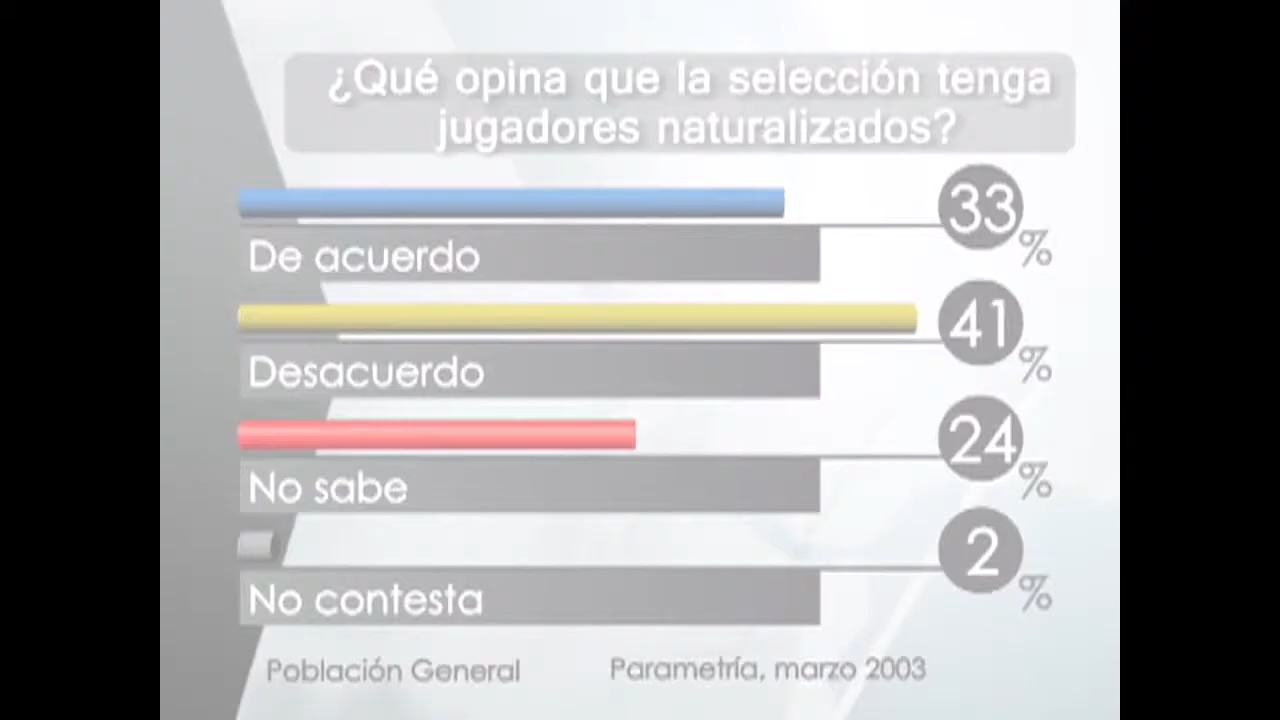 ¿Qué opina que la selección tenga
jugadores naturalizados?
33%
De acuerdo
41%
Desacuerdo
24%
No sabe
2%
No contesta
Población General Parametría, marzo 2003